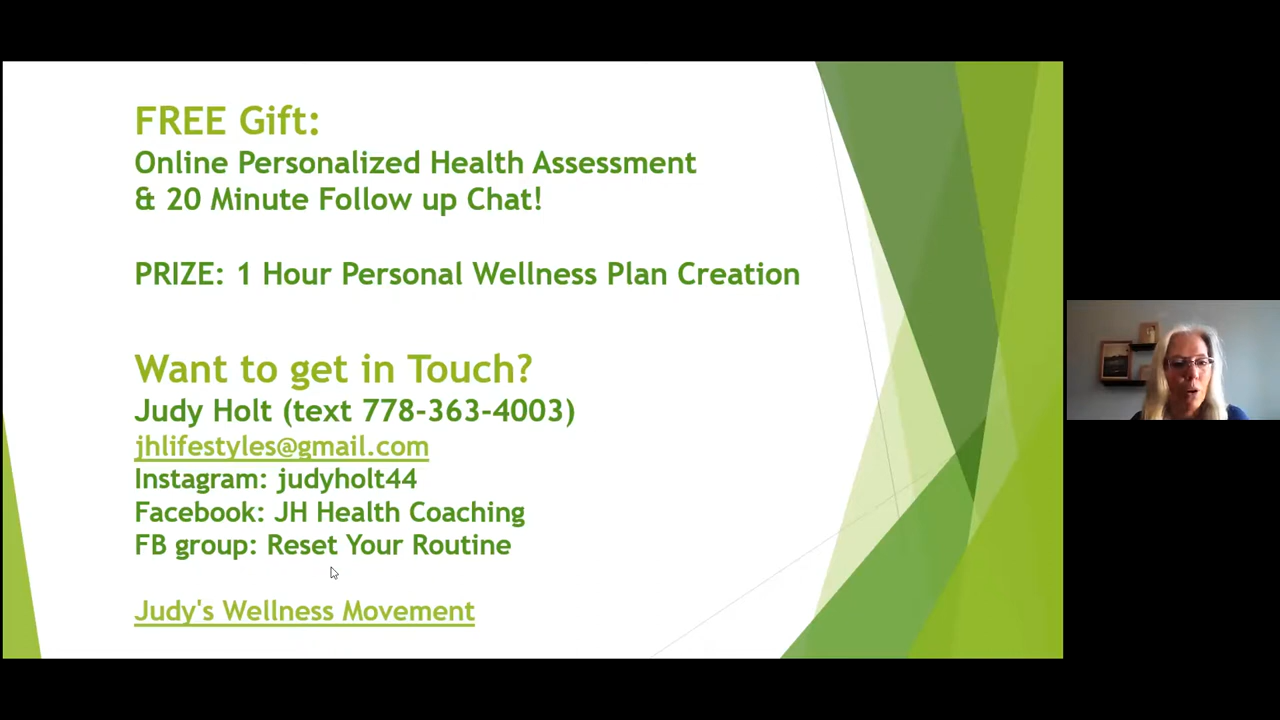 FREE Gift:
Online Personalized Health Assessment
& 20 Minute Follow up Chat!
PRIZE: 1 Hour Personal Wellness Plan Creation
Want to get in Touch?
Judy Holt (text 778-363-4003)
jhlifestyles@gmail.com
Instagram: judyholt44
Facebook: JH Health Coaching
FB group: Reset Your Routine
Judy's Wellness Movement